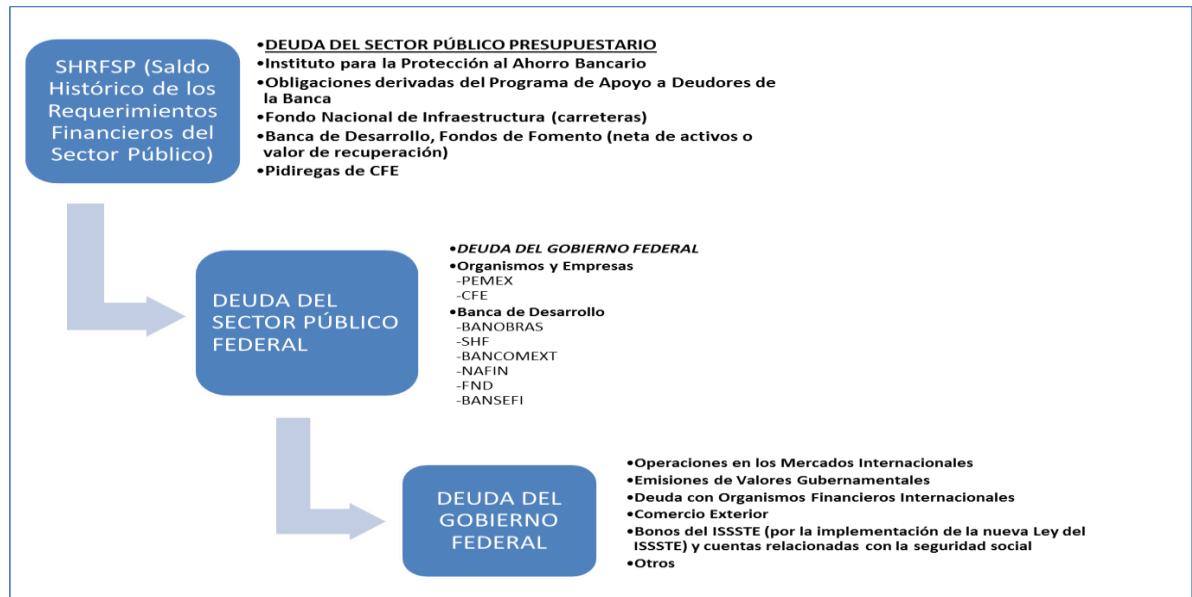 SHRFSP (Saldo
Histórico de los
Requerimientos
Financieros del
Sector Público)
•DEUDA DEL SECTOR PÚBLICO PRESUPUESTARIO
•Instituto para la Protección al Ahorro Bancario
•Obligaciones derivadas del Programa de Apoyo a Deudores de
la Banca
•Fondo Nacional de Infraestructura (carreteras)
•Banca de Desarrollo, Fondos de Fomento (neta de activos o
valor de recuperación)
•Pidiregas de CFE
DEUDA DEL
SECTOR PÚBLICO
FEDERAL
•DEUDA DEL GOBIERNO FEDERAL
•Organismos y Empresas
-PEMEX
-CFE
•Banca de Desarrollo
-BANOBRAS
-SHF
-BANCOMEXT
-NAFIN
-FND
-BANSEFI
DEUDA DEL
GOBIERNO
FEDERAL
•Operaciones en los Mercados Internacionales
•Emisiones de Valores Gubernamentales
•Deuda con Organismos Financieros Internacionales
•Comercio Exterior
•Bonos del ISSSTE (por la implementación de la nueva Ley del
ISSSTE) y cuentas relacionadas con la seguridad social
•Otros